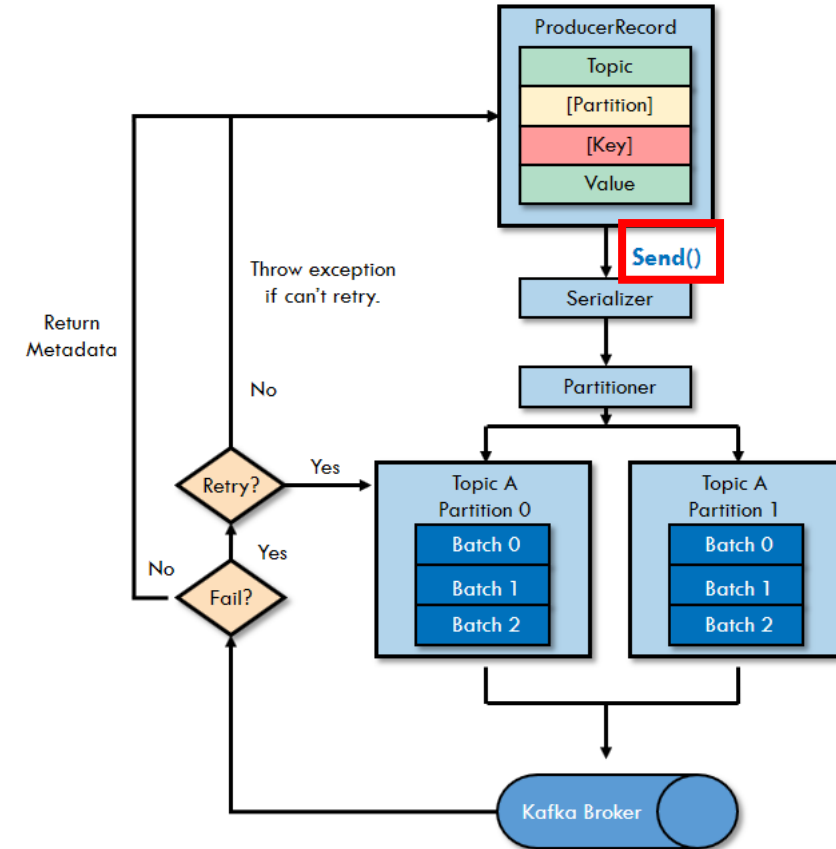 ProducerRecord
Topic
[Partition]
[Key]
Value
Send()
Throw exception
if can't retry.
Serializer
Return
Metadata
Partitioner
No
Retry?
Yes
Topic A
Partition 0
Batch 0
Batch 1
Batch 2
Topic A
Partition 1
Batch 0
Batch 1
Batch 2
Yes
No
Fail?
Kafka Broker